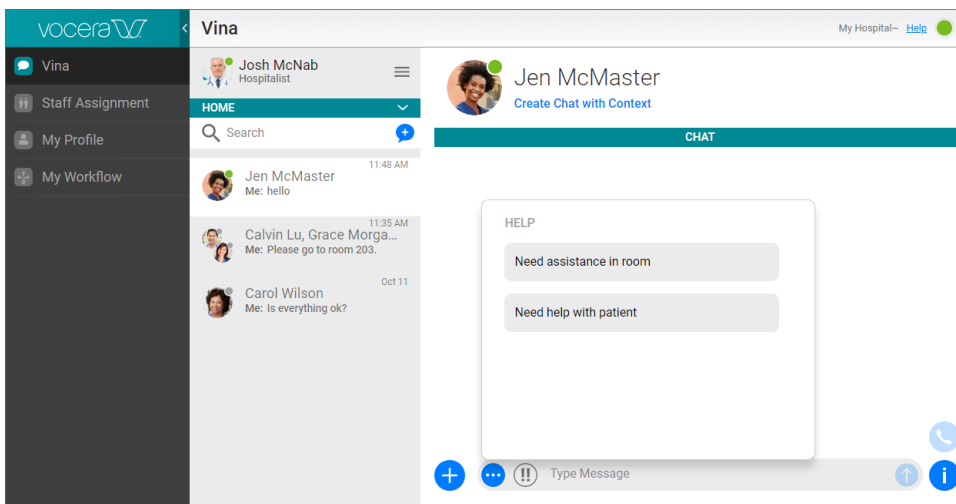 vocera
Vina
My Hospital~ Help
Vina
Staff Assignment
My Profile
My Workflow
Josh McNab
Hospitalist
HOME
Search
11:48 AM
Jen McMaster
Me: hello
11:35 AM
Calvin Lu, Grace Morga...
Me: Please go to room 203.
Oct 11
Carol Wilson
Me: Is everything ok?
Jen McMaster
Create Chat with Context
CHAT
HELP
Need assistance in room
Need help with patient
!! Type Message
i